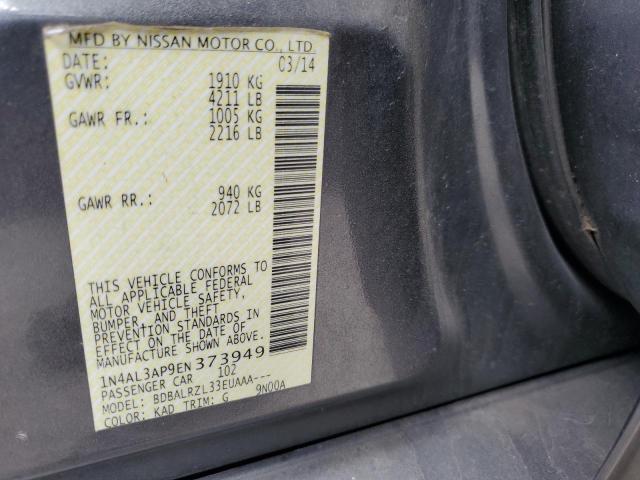 MFD BY NISSAN MOTOR CO., LTD.
DATE: 03/14
GVWR: 1910 KG
4211 LB
GAWR FR.: 1005 KG
2216 LB
GAWR RR.: 940 KG
2072 LB
THIS VEHICLE CONFORMS TO
ALL APPLICABLE FEDERAL
MOTOR VEHICLE SAFETY,
BUMPER, AND THEFT
PREVENTION STANDARDS IN
EFFECT ON THE DATE OF
MANUFACTURE SHOWN ABOVE.
1N4AL3AP9EN373949
PASSENGER CAR 102
MODEL: BDBALRZL33EUAAA---
COLOR: KAD TRIM: G 9N00A